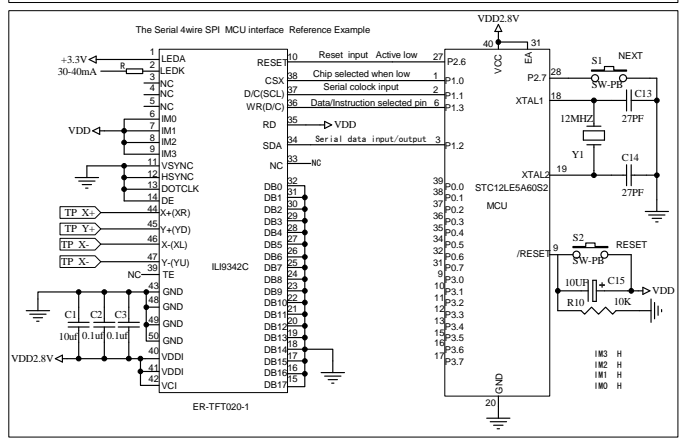 The Serial 4wire SPI MCU interface Reference Example
VDD2.8V
+3.3V
30-40mA
R
1 LEDA
2 LEDK
3 NC
4 NC
5 NC
6 IM0
VDD
7 IM1
8 IM2
9 IM3
11 VSYNC
12 HSYNC
13 DOTCLK
14 DE
TP X+ 44 X+(XR)
TP Y+ 45 Y+(YD)
TP X- 46 X-(XL)
TP X- 47 Y-(YU)
NC 39 TE
43 GND
48 GND
49 GND
50 GND
C1 C2 C3
10uf 0.1uf 0.1uf
VDD2.8V
40 VDDI
41 VDDI
42 VCI
ILI9342C
ER-TFT020-1
RESET 10 Reset input Active low 27 P2.6
CSX 38 Chip selected when low 1 P1.0
D/C(SCL) 37 Serial colock input 2 P1.1
WR(D/C) 36 Data/Instruction selected pin 6 P1.3
RD 35 VDD
SDA 34 Serial data input/output 3 P1.2
NC 33 NC
DB0 32
DB1 31
DB2 30
DB3 29
DB4 28
DB5 27
DB6 26
DB7 25
DB8 24
DB9 23
DB10 22
DB11 21
DB12 20
DB13 19
DB14 18
DB15 17
DB16 16
DB17 15
40 VCC
31 EA
39 P0.0
38 P0.1
37 P0.2
36 P0.3
35 P0.4
34 P0.5
33 P0.6
32 P0.7
31
9 P3.0
10 P3.1
11 P3.2
12 P3.3
13 P3.4
14 P3.5
15 P3.6
16 P3.7
17
STC12LE5A60S2
MCU
GND
20
P2.7 28
S1 NEXT
SW-PB
XTAL1 18
12MHZ
Y1
C13
27PF
XTAL2 19
C14
27PF
/RESET 9
S2
RESET
SW-PB
10UF + C15
VDD
R10 10K
IM3 H
IM2 H
IM1 H
IM0 H